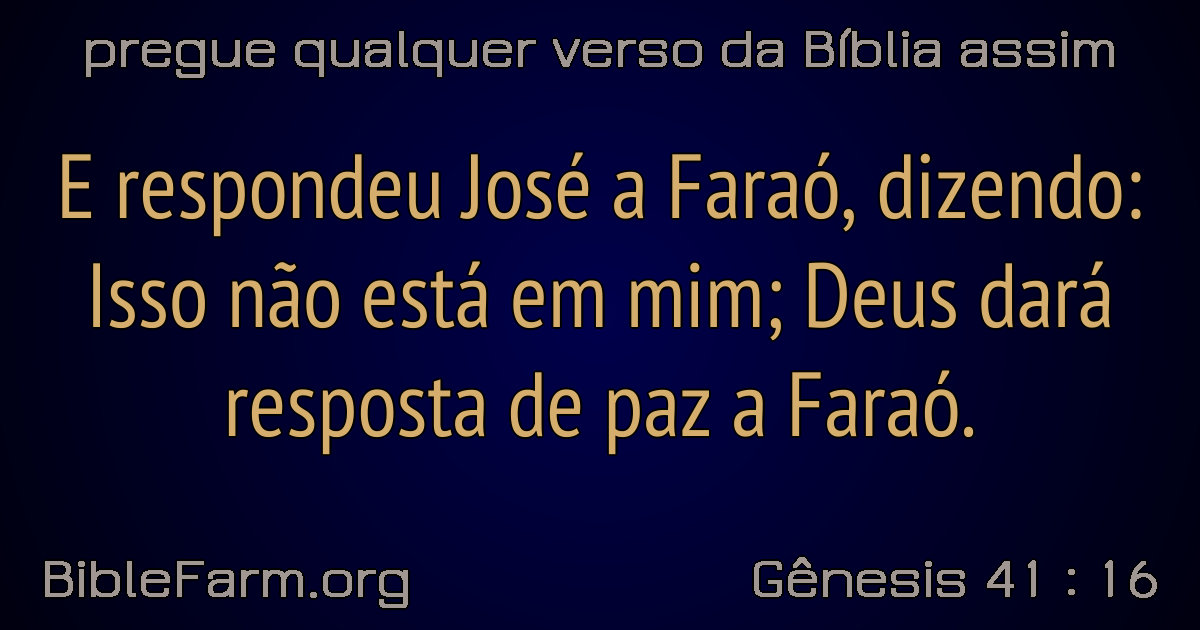 pregue qualquer verso da Bíblia assim
E respondeu José a Faraó, dizendo:
Isso não está em mim; Deus dará
resposta de paz a Faraó.
BibleFarm.org
Gênesis 41 : 16